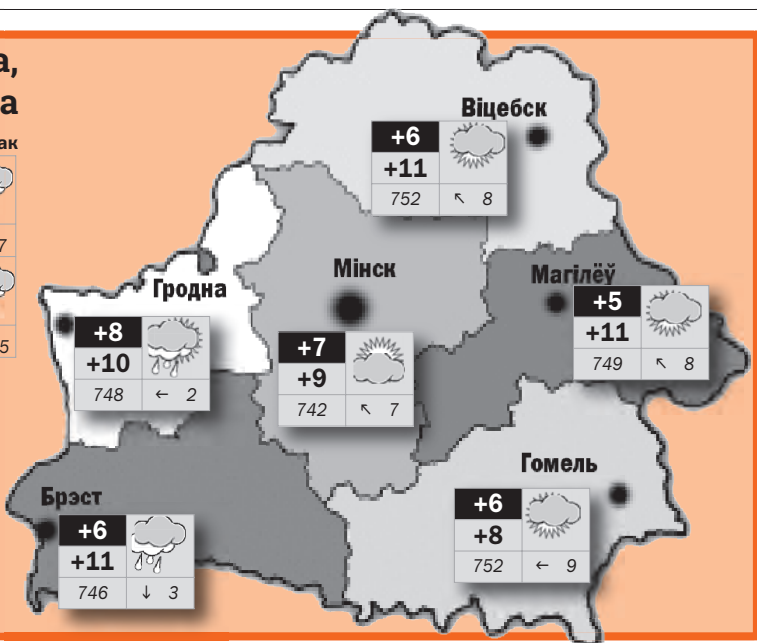 а,
а
ак
7
5
Віцебск
+6
+11
752 ↖ 8
Мінск
+7
+9
742 ↖ 7
Магілёў
+5
+11
749 ↖ 8
Гродна
+8
+10
748 ← 2
Гомель
+6
+8
752 ← 9
Брэст
+6
+11
746 ↓ 3